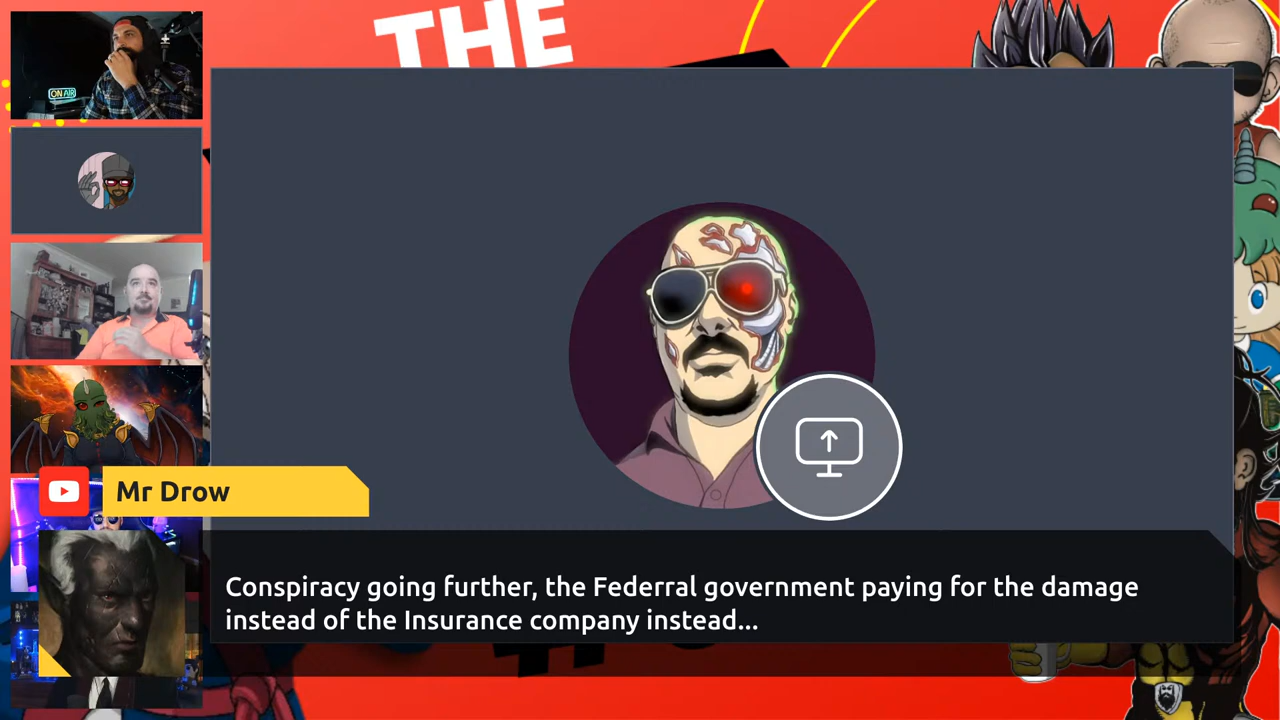 THE
ON AIR
Mr Drow
Conspiracy going further, the Federral government paying for the damage
instead of the Insurance company instead...